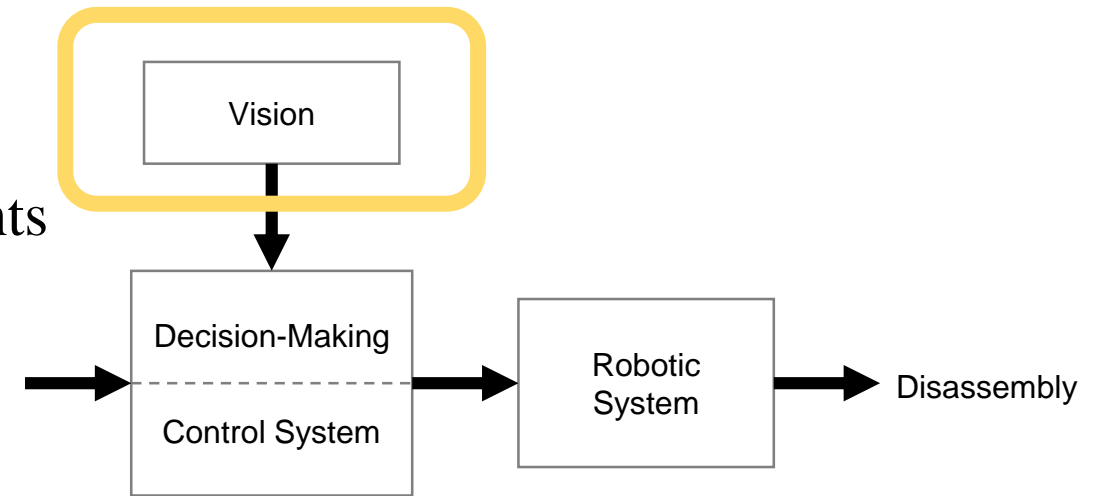 Vision
Decision-Making
Control System
Robotic
System
Disassembly